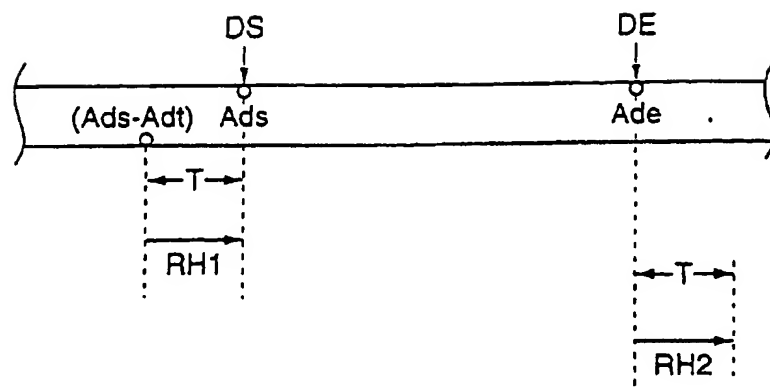 DS DE
(Ads-Adt) Ads Ade
T
RH1
T
RH2